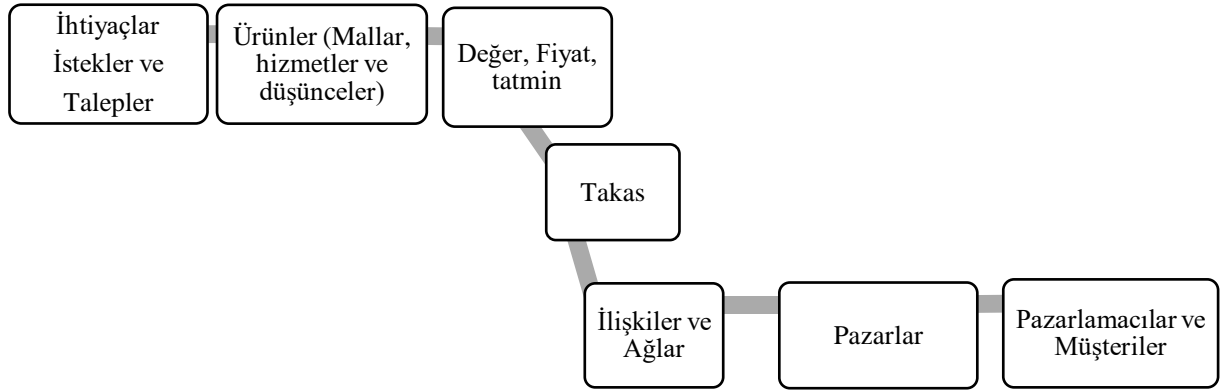 İhtiyaçlar
İstekler ve
Talepler
Ürünler (Mallar,
hizmetler ve
düşünceler)
Değer, Fiyat,
tatmin
Takas
İlişkiler ve
Ağlar
Pazarlar
Pazarlamacılar ve
Müşteriler